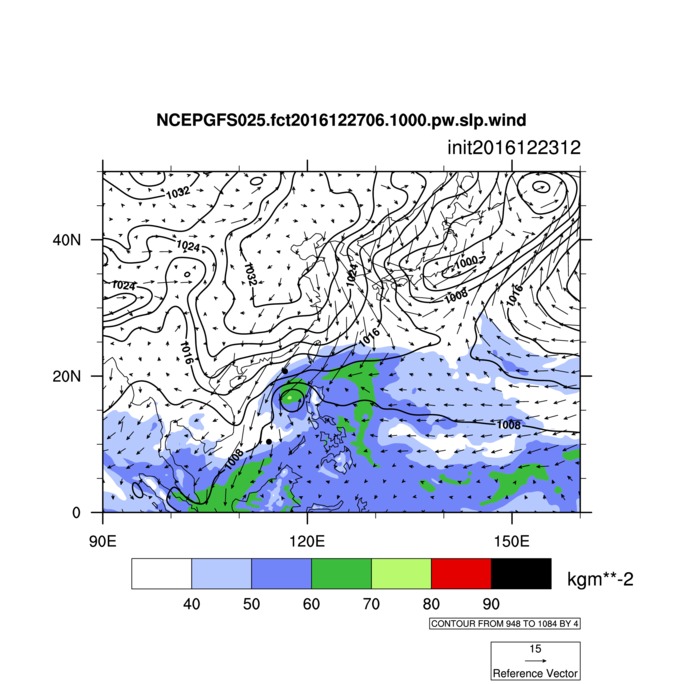 NCEPGFS025.fct2016122706.1000.pw.slp.wind
init2016122312
1032
1024
1024
1032
1024
1000
1008
1016
1016
1016
1008
1008
40N
20N
0
90E 120E 150E
40 50 60 70 80 90
kgm**-2
CONTOUR FROM 948 TO 1084 BY 4
15
Reference Vector